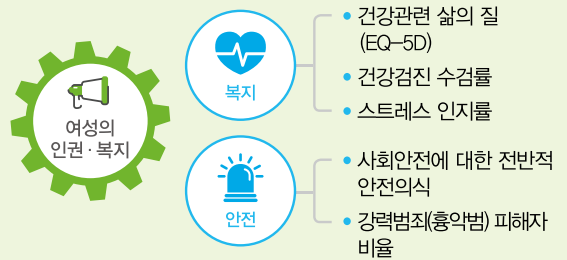 여성의
인권·복지
복지
• 건강관련 삶의 질
(EQ-5D)
• 건강검진 수검률
• 스트레스 인지률
안전
• 사회안전에 대한 전반적
안전의식
• 강력범죄(흉악범) 피해자
비율